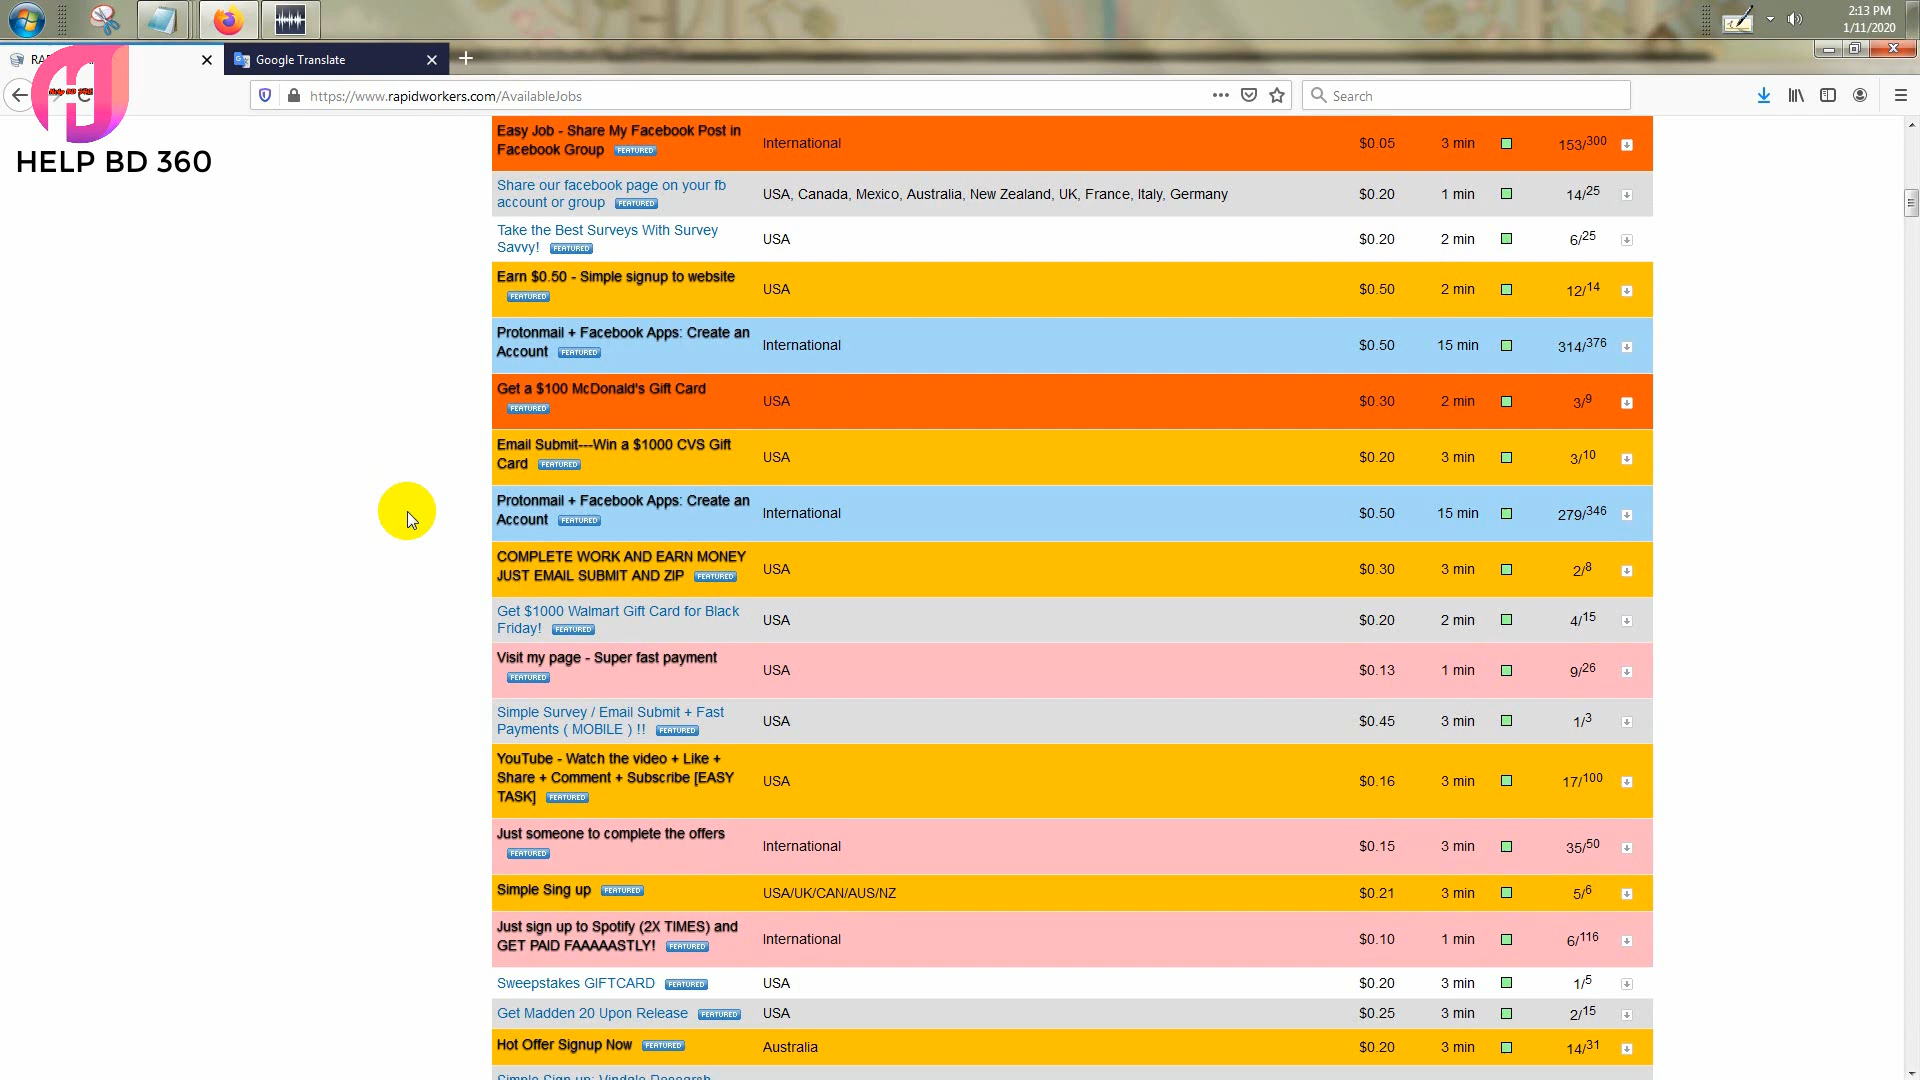 2:13 PM
1/11/2020
Google Translate
https://www.rapidworkers.com/AvailableJobs
Search
Help BD 360
HELP BD 360
Easy Job - Share My Facebook Post in International $0.05 3 min 153/300
Facebook Group FEATURED
Share our facebook page on your fb USA, Canada, Mexico, Australia, New Zealand, UK, France, Italy, Germany $0.20 1 min 14/25
account or group FEATURED
Take the Best Surveys With Survey USA $0.20 2 min 6/25
Savvy! FEATURED
Earn $0.50 - Simple signup to website USA $0.50 2 min 12/14
FEATURED
Protonmail + Facebook Apps: Create an International $0.50 15 min 314/376
Account FEATURED
Get a $100 McDonald's Gift Card USA $0.30 2 min 3/9
FEATURED
Email Submit---Win a $1000 CVS Gift USA $0.20 3 min 3/10
Card FEATURED
Protonmail + Facebook Apps: Create an International $0.50 15 min 279/346
Account FEATURED
COMPLETE WORK AND EARN MONEY USA $0.30 3 min 2/8
JUST EMAIL SUBMIT AND ZIP FEATURED
Get $1000 Walmart Gift Card for Black USA $0.20 2 min 4/15
Friday! FEATURED
Visit my page - Super fast payment USA $0.13 1 min 9/26
FEATURED
Simple Survey / Email Submit + Fast USA $0.45 3 min 1/3
Payments ( MOBILE ) !! FEATURED
YouTube - Watch the video + Like + USA $0.16 3 min 17/100
Share + Comment + Subscribe [EASY
TASK] FEATURED
Just someone to complete the offers International $0.15 3 min 35/50
FEATURED
Simple Sing up FEATURED USA/UK/CAN/AUS/NZ $0.21 3 min 5/6
Just sign up to Spotify (2X TIMES) and International $0.10 1 min 6/116
GET PAID FAAAAASTLY! FEATURED
Sweepstakes GIFTCARD FEATURED USA $0.20 3 min 1/5
Get Madden 20 Upon Release FEATURED USA $0.25 3 min 2/15
Hot Offer Signup Now FEATURED Australia $0.20 3 min 14/31
Simple Sign up: Vindale Research